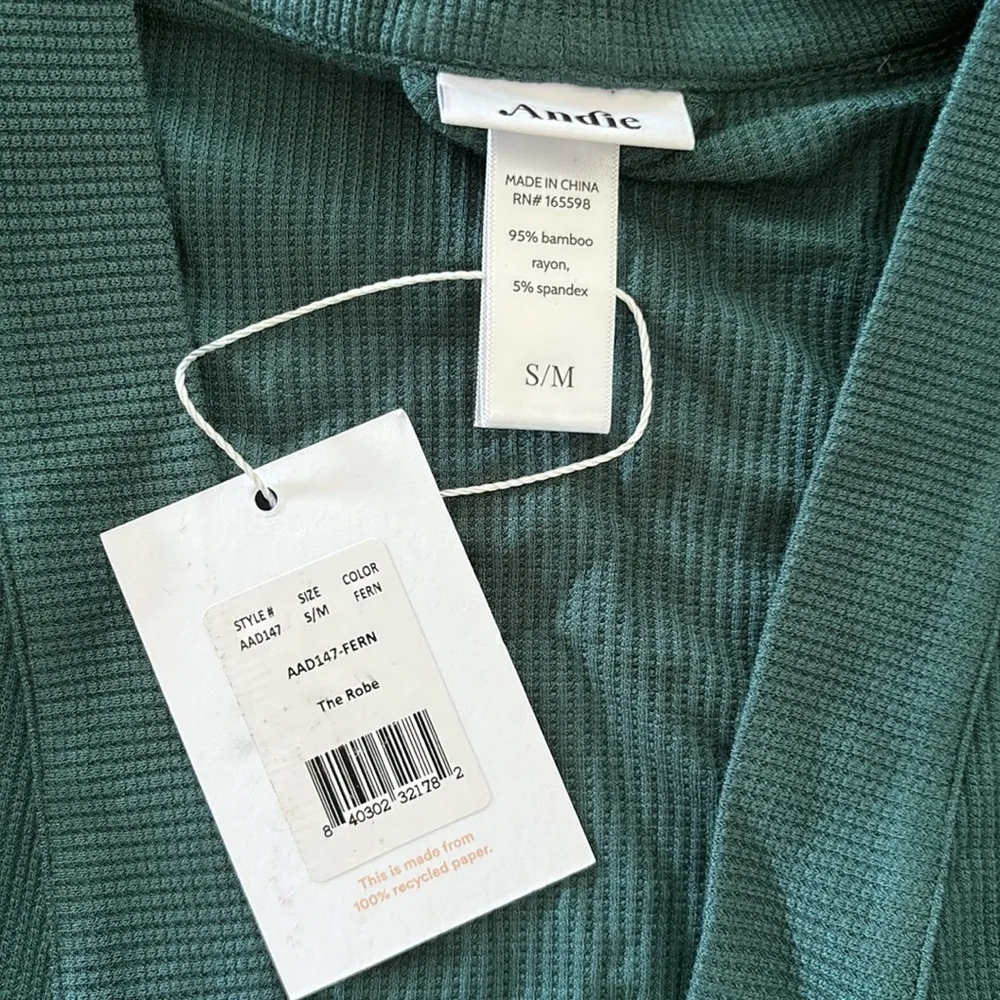 Andie
MADE IN CHINA
RN# 165598
95% bamboo
rayon,
5% spandex
S/M
STYLE # SIZE COLOR
AAD147 S/M FERN
AAD147-FERN
The Robe
8 40302 32178 2
This is made from
100% recycled paper.